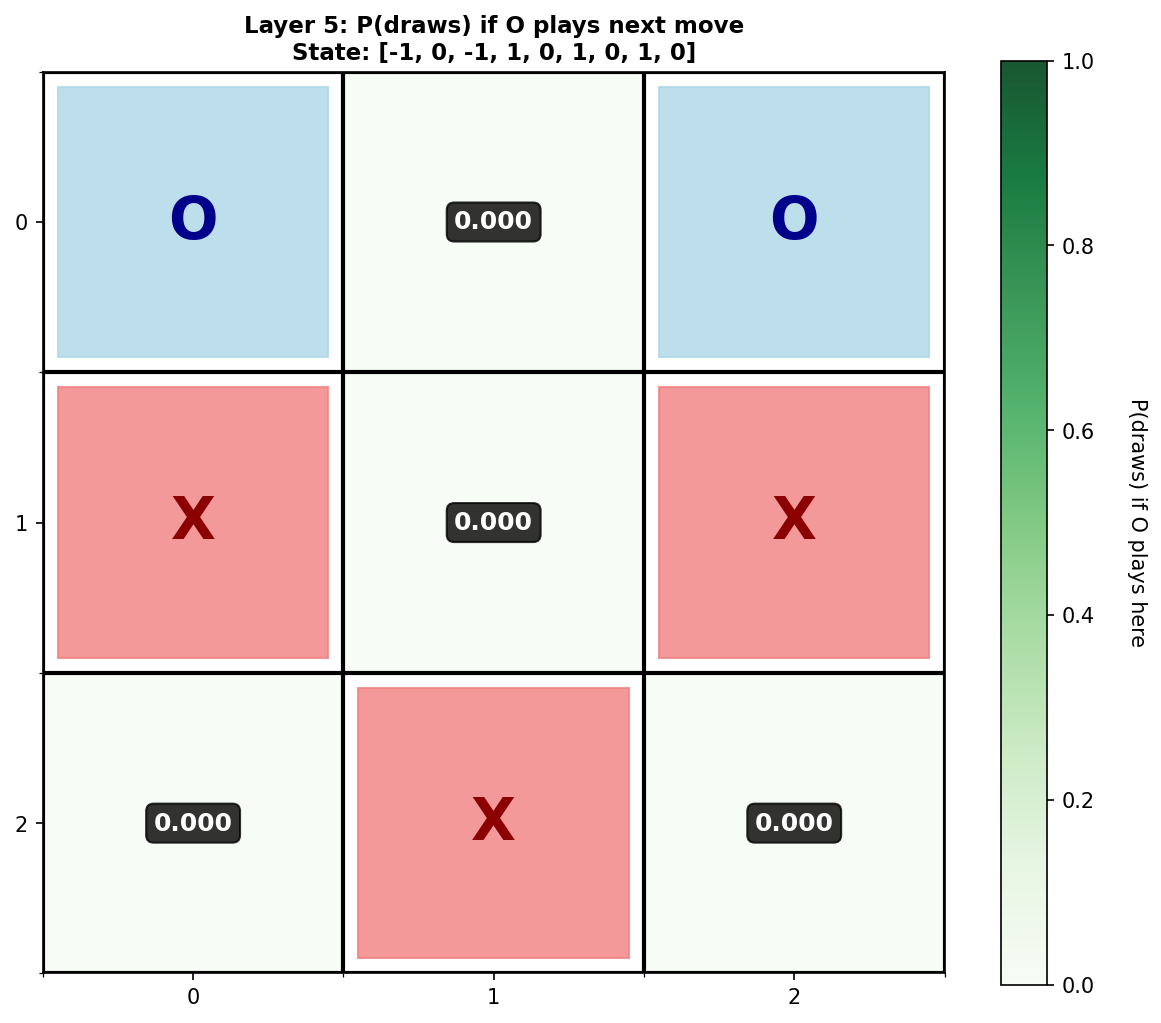 Layer 5: P(draws) if O plays next move
State: [-1, 0, -1, 1, 0, 1, 0, 1, 0]
0
O
0.000
O
1
X
0.000
X
2
0.000
X
0.000
0
1
2
1.0
0.8
0.6
0.4
0.2
0.0
P(draws) if O plays here